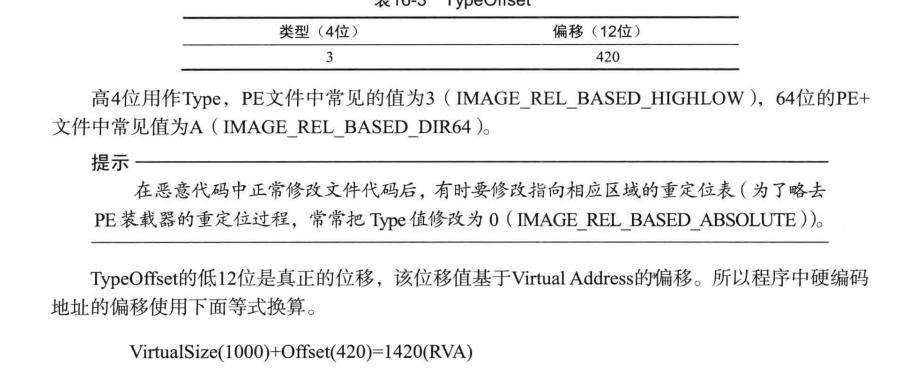 表16-3 TypeOffset
类型（4位） 偏移（12位）
3 420
高4位用作Type，PE文件中常见的值为3（IMAGE_REL_BASED_HIGHLOW），64位的PE+
文件中常见值为A（IMAGE_REL_BASED_DIR64）。
提示
在恶意代码中正常修改文件代码后，有时要修改指向相应区域的重定位表（为了略去
PE装载器的重定位过程，常常把Type值修改为0（IMAGE_REL_BASED_ABSOLUTE））。
TypeOffset的低12位是真正的位移，该位移值基于Virtual Address的偏移。所以程序中硬编码
地址的偏移使用下面等式换算。
VirtualSize(1000)+Offset(420)=1420(RVA)